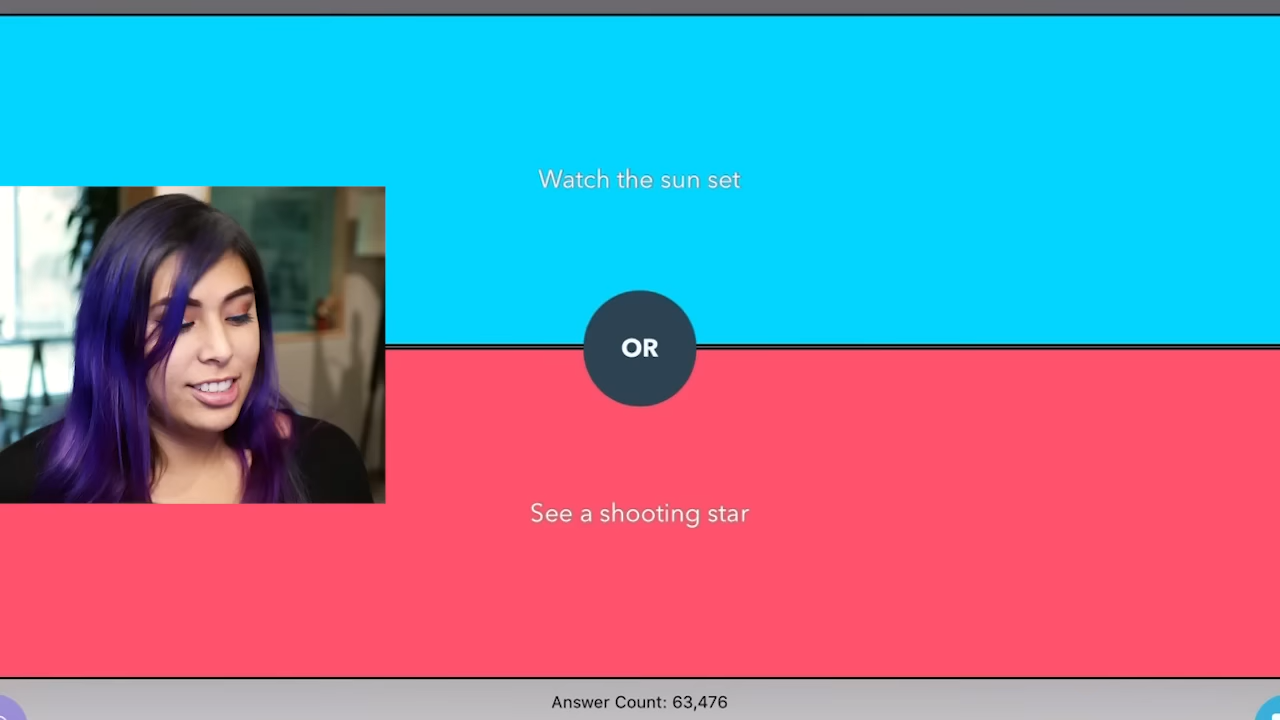 Watch the sun set
OR
See a shooting star
Answer Count: 63,476